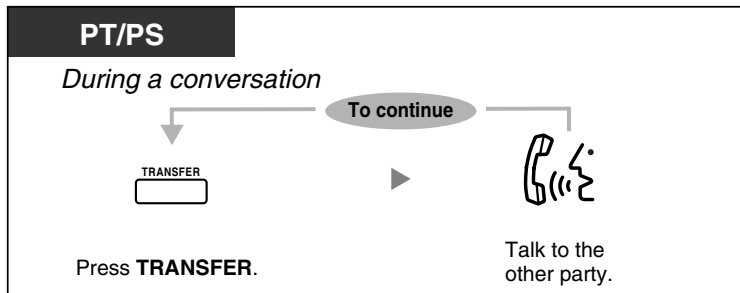 PT/PS
During a conversation
To continue
TRANSFER
Press TRANSFER.
Talk to the
other party.